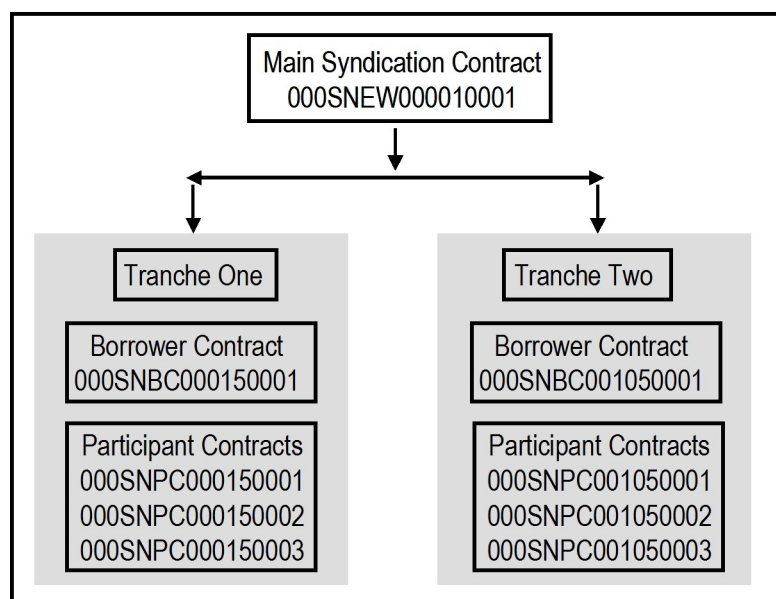 Main Syndication Contract
000SNEW000010001
Tranche One
Borrower Contract
000SNBC000150001
Participant Contracts
000SNPC000150001
000SNPC000150002
000SNPC000150003
Tranche Two
Borrower Contract
000SNBC001050001
Participant Contracts
000SNPC001050001
000SNPC001050002
000SNPC001050003